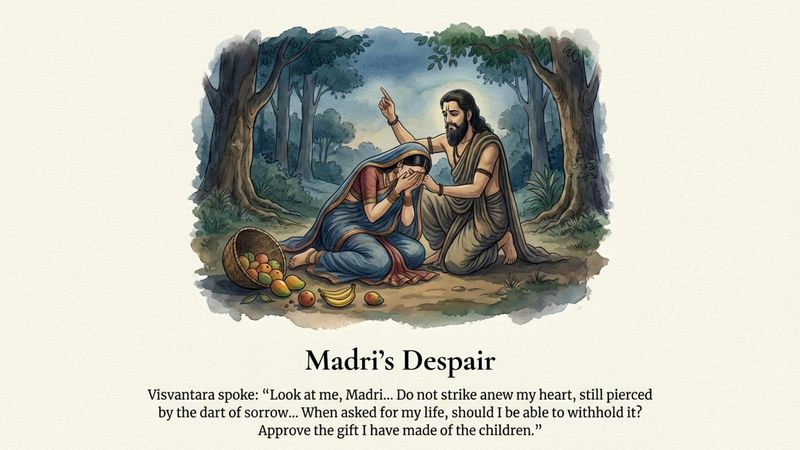 Madri’s Despair
Visvantara spoke: “Look at me, Madri... Do not strike anew my heart, still pierced
by the dart of sorrow... When asked for my life, should I be able to withhold it?
Approve the gift I have made of the children.”